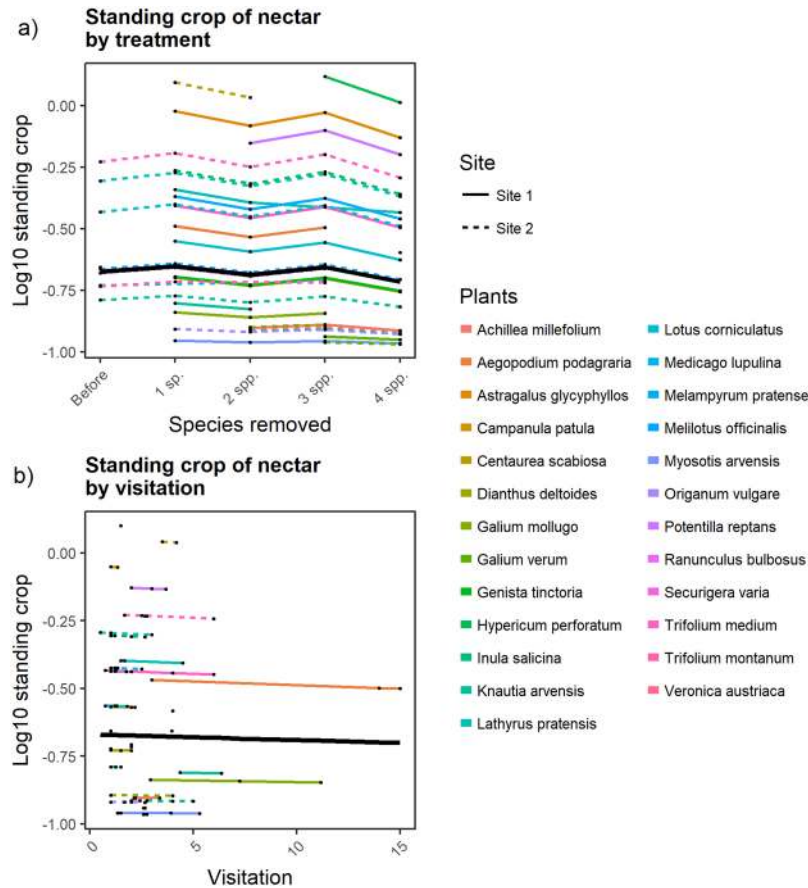 a)
Standing crop of nectar
by treatment
Log10 standing crop
0.00
-0.25
-0.50
-0.75
-1.00
Before
1 sp.
2 spp.
3 spp.
4 spp.
Species removed
b)
Standing crop of nectar
by visitation
Log10 standing crop
0.00
-0.25
-0.50
-0.75
-1.00
0
5
10
15
Visitation
Site
Site 1
Site 2
Plants
Achillea millefolium
Aegopodium podagraria
Astragalus glycyphyllos
Campanula patula
Centaurea scabiosa
Dianthus deltoides
Galium mollugo
Galium verum
Genista tinctoria
Hypericum perforatum
Inula salicina
Knautia arvensis
Lathyrus pratensis
Lotus corniculatus
Medicago lupulina
Melampyrum pratense
Melilotus officinalis
Myosotis arvensis
Origanum vulgare
Potentilla reptans
Ranunculus bulbosus
Securigera varia
Trifolium medium
Trifolium montanum
Veronica austriaca